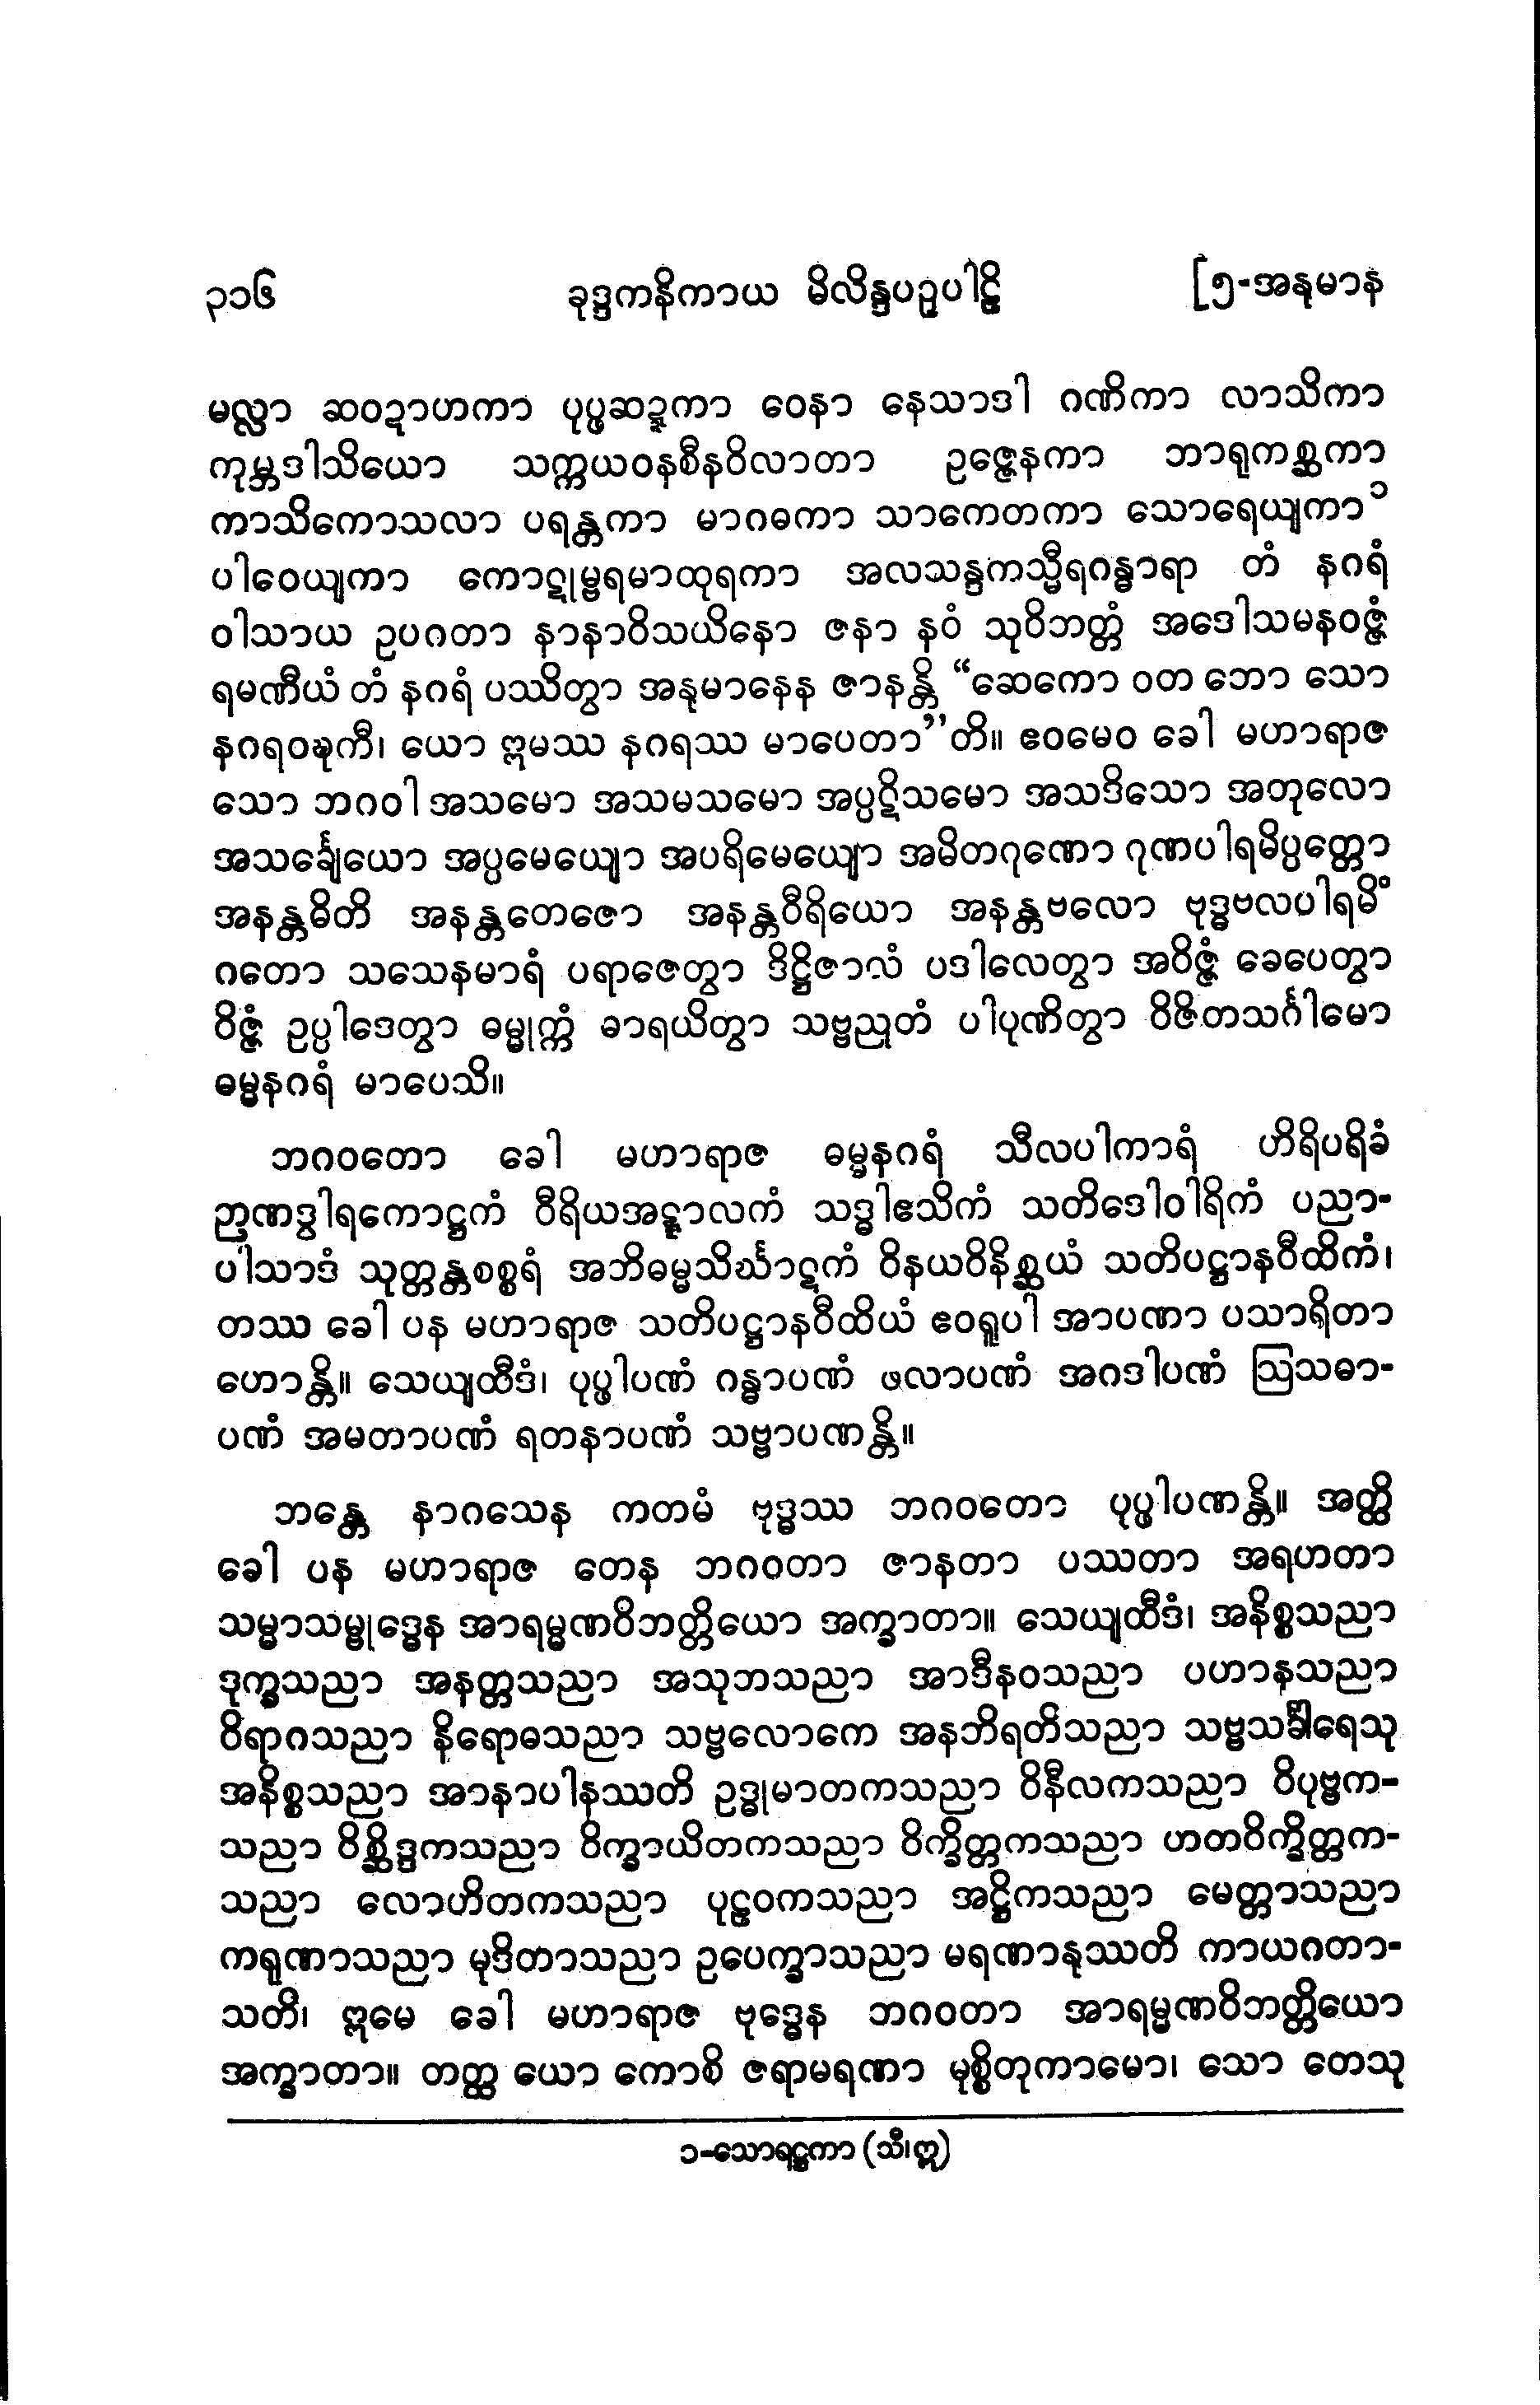 ၃၁၆ ခုဒ္ဒကနိကာယ မိလိန္ဒပဥှပါဠိ [၅-အနုမာန
မလ္လာ ဆဝဍာဟကာ ပုပ္ဖဆဍ္ဍကာ ဝေနာ နေသာဒါ ဂဏိကာ လာသိကာ
ကုမ္ဘဒါသိယော သက္ကယဝနစီနဝိလာတာ ဥဇ္ဇေနကာ ဘာရုကစ္ဆကာ
ကာသိကောသလာ ပရန္တကာ မာဂဓကာ သာကေတကာ သောရေယျကာ^၁
ပါဝေယျကာ ကောဋုမ္ဗရမာထုရကာ အလသန္ဒကသ္မီရဂန္ဓာရာ တံ နဂရံ
ဝါသာယ ဥပဂတာ နာနာဝိသယိနော ဇနာ နဝံ သုဝိဘတ္တံ အဒေါသမနဝဇ္ဇံ
ရမဏီယံ တံ နဂရံ ပဿိတွာ အနုမာနေန ဇာနန္တိ “ဆေကော ဝတ ဘော သော
နဂရဝဍ္ဎကီ၊ ယော ဣမဿ နဂရဿ မာပေတာ”တိ။ ဧဝမေဝ ခေါ မဟာရာဇ
သော ဘဂဝါ အသမော အသမသမော အပ္ပဋိသမော အသဒိသော အတုလော
အသင်္ချေယော အပ္ပမေယျော အပရိမေယျော အမိတဂုဏော ဂုဏပါရမိပ္ပတ္တော
အနန္တဓိတိ အနန္တတေဇော အနန္တဝီရိယော အနန္တဗလော ဗုဒ္ဓဗလပါရမိံ
ဂတော သသေနမာရံ ပရာဇေတွာ ဒိဋ္ဌိဇာလံ ပဒါလေတွာ အဝိဇ္ဇံ ခေပေတွာ
ဝိဇ္ဇံ ဥပ္ပါဒေတွာ ဓမ္မုက္ကံ ဓာရယိတွာ သဗ္ဗညုတံ ပါပုဏိတွာ ဝိဇိတသင်္ဂါမော
ဓမ္မနဂရံ မာပေသိ။
ဘဂဝတော ခေါ မဟာရာဇ ဓမ္မနဂရံ သီလပါကာရံ ဟိရိပရိခံ
ဉာဏဒွါရကောဋ္ဌကံ ဝီရိယအဋ္ဋာလကံ သဒ္ဓါဧသိကံ သတိဒေါဝါရိကံ ပညာ-
ပါသာဒံ သုတ္တန္တစစ္စရံ အဘိဓမ္မသိင်္ဃာဋကံ ဝိနယဝိနိစ္ဆယံ သတိပဋ္ဌာနဝီထိကံ၊
တဿ ခေါ ပန မဟာရာဇ သတိပဋ္ဌာနဝီထိယံ ဧဝရူပါ အာပဏာ ပသာရိတာ
ဟောန္တိ။ သေယျထီဒံ၊ ပုပ္ဖါပဏံ ဂန္ဓာပဏံ ဖလာပဏံ အဂဒါပဏံ ဩသဓာ-
ပဏံ အမတာပဏံ ရတနာပဏံ သဗ္ဗာပဏန္တိ။
ဘန္တေ နာဂသေန ကတမံ ဗုဒ္ဓဿ ဘဂဝတော ပုပ္ဖါပဏန္တိ။ အတ္ထိ
ခေါ ပန မဟာရာဇ တေန ဘဂဝတာ ဇာနတာ ပဿတာ အရဟတာ
သမ္မာသမ္ဗုဒ္ဓေန အာရမ္မဏဝိဘတ္တိယော အက္ခာတာ။ သေယျထီဒံ၊ အနိစ္စသညာ
ဒုက္ခသညာ အနတ္တသညာ အသုဘသညာ အာဒီနဝသညာ ပဟာနသညာ
ဝိရာဂသညာ နိရောဓသညာ သဗ္ဗလောကေ အနဘိရတိသညာ သဗ္ဗသင်္ခါရေသု
အနိစ္စသညာ အာနာပါနဿတိ ဥဒ္ဓုမာတကသညာ ဝိနီလကသညာ ဝိပုဗ္ဗက-
သညာ ဝိစ္ဆိဒ္ဒကသညာ ဝိက္ခာယိတကသညာ ဝိက္ခိတ္တကသညာ ဟတဝိက္ခိတ္တက-
သညာ လောဟိတကသညာ ပုဠဝကသညာ အဋ္ဌိကသညာ မေတ္တာသညာ
ကရုဏာသညာ မုဒိတာသညာ ဥပေက္ခာသညာ မရဏာနုဿတိ ကာယဂတာ-
သတိ၊ ဣမေ ခေါ မဟာရာဇ ဗုဒ္ဓေန ဘဂဝတာ အာရမ္မဏဝိဘတ္တိယော
အက္ခာတာ။ တတ္ထ ယော ကောစိ ဇရာမရဏာ မုစ္စိတုကာမော၊ သော တေသု
၁-သောရဋ္ဌကာ (သီ၊ဣ)